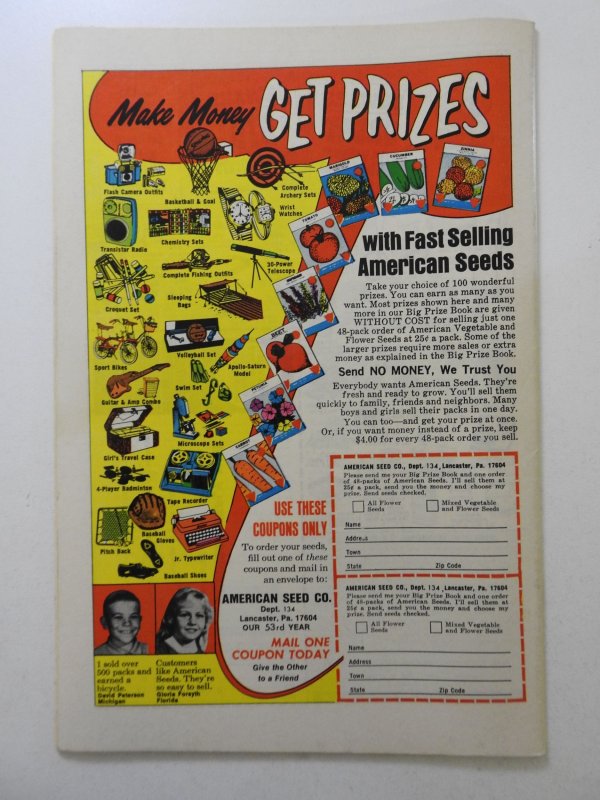 Make Money GET PRIZES
Flash Camera Outfits
Basketball & Goal
Complete
Archery Sets
Wrist
Watches
Transistor Radio
Chemistry Sets
30-Power
Telescope
Complete Fishing Outfits
Sleeping
Bags
Croquet Set
Volleyball Set
Sport Bikes
Apollo-Saturn
Model
Swim Set
Guitar & Amp Combo
Microscope Sets
Girl's Travel Case
4-Player Badminton
Tape Recorder
Baseball
Gloves
Pitch Back
Jr. Typewriter
Baseball Shoes
MARIGOLD
CUCUMBER
ZINNIA
TOMATO
BEET
PETUNIA
CARROT
with Fast Selling
American Seeds
Take your choice of 100 wonderful
prizes. You can earn as many as you
want. Most prizes shown here and many
more in our Big Prize Book are given
WITHOUT COST for selling just one
48-pack order of American Vegetable and
Flower Seeds at 25¢ a pack. Some of the
larger prizes require more sales or extra
money as explained in the Big Prize Book.
Send NO MONEY, We Trust You
Everybody wants American Seeds. They're
fresh and ready to grow. You'll sell them
quickly to family, friends and neighbors. Many
boys and girls sell their packs in one day.
You can too—and get your prize at once.
Or, if you want money instead of a prize, keep
$4.00 for every 48-pack order you sell.
USE THESE
COUPONS ONLY
To order your seeds,
fill out one of these
coupons and mail in
an envelope to:
AMERICAN SEED CO.
Dept. 134
Lancaster, Pa. 17604
OUR 53rd YEAR
MAIL ONE
COUPON TODAY
Give the Other
to a Friend
I sold over
500 packs and
earned a
bicycle.
David Peterson
Michigan
Customers
like American
Seeds. They're
so easy to sell.
Gloria Forsyth
Florida
AMERICAN SEED CO., Dept. 134, Lancaster, Pa. 17604
Please send me your Big Prize Book and one order
of 48-packs of American Seeds. I'll sell them at
25¢ a pack, send you the money and choose my
prize. Send seeds checked.
All Flower
Seeds
Mixed Vegetable
and Flower Seeds
Name
Address
Town
State Zip Code
AMERICAN SEED CO., Dept. 134, Lancaster, Pa. 17604
Please send me your Big Prize Book and one order
of 48-packs of American Seeds. I'll sell them at
25¢ a pack, send you the money and choose my
prize. Send seeds checked.
All Flower
Seeds
Mixed Vegetable
and Flower Seeds
Name
Address
Town
State Zip Code